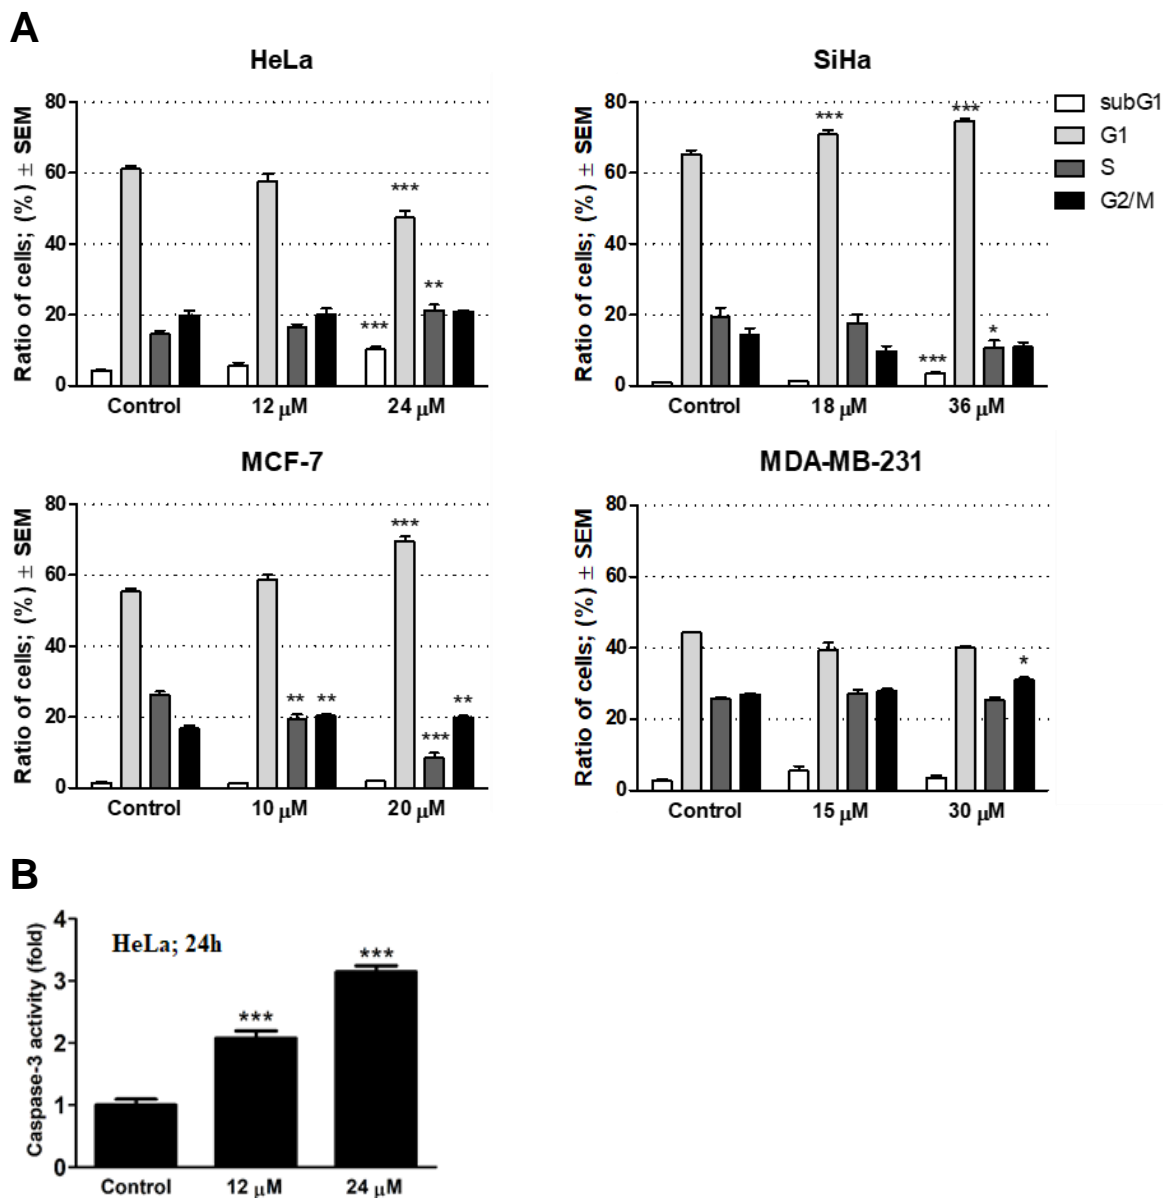 A
HeLa
Ratio of cells; (%) ± SEM
80
60
40
20
0
***
***
**
Control
12 μM
24 μM
SiHa
Ratio of cells; (%) ± SEM
80
60
40
20
0
***
***
***
*
Control
18 μM
36 μM
subG1
G1
S
G2/M
MCF-7
Ratio of cells; (%) ± SEM
80
60
40
20
0
**
**
***
***
**
Control
10 μM
20 μM
MDA-MB-231
Ratio of cells; (%) ± SEM
80
60
40
20
0
*
Control
15 μM
30 μM
B
Caspase-3 activity (fold)
4
3
2
1
0
HeLa; 24h
***
***
Control
12 μM
24 μM